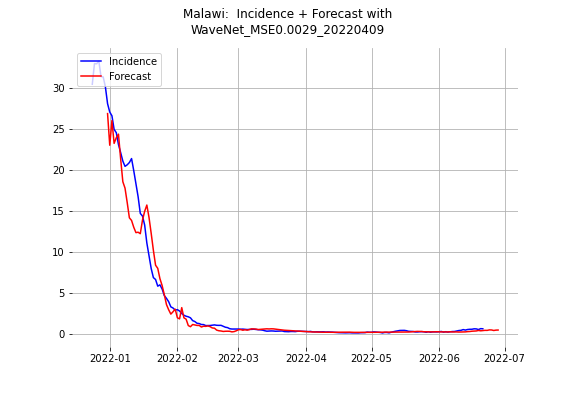 Malawi:  Incidence + Forecast with
WaveNet_MSE0.0029_20220409
Incidence
Forecast
30
25
20
15
10
5
0
2022-01 2022-02 2022-03 2022-04 2022-05 2022-06 2022-07